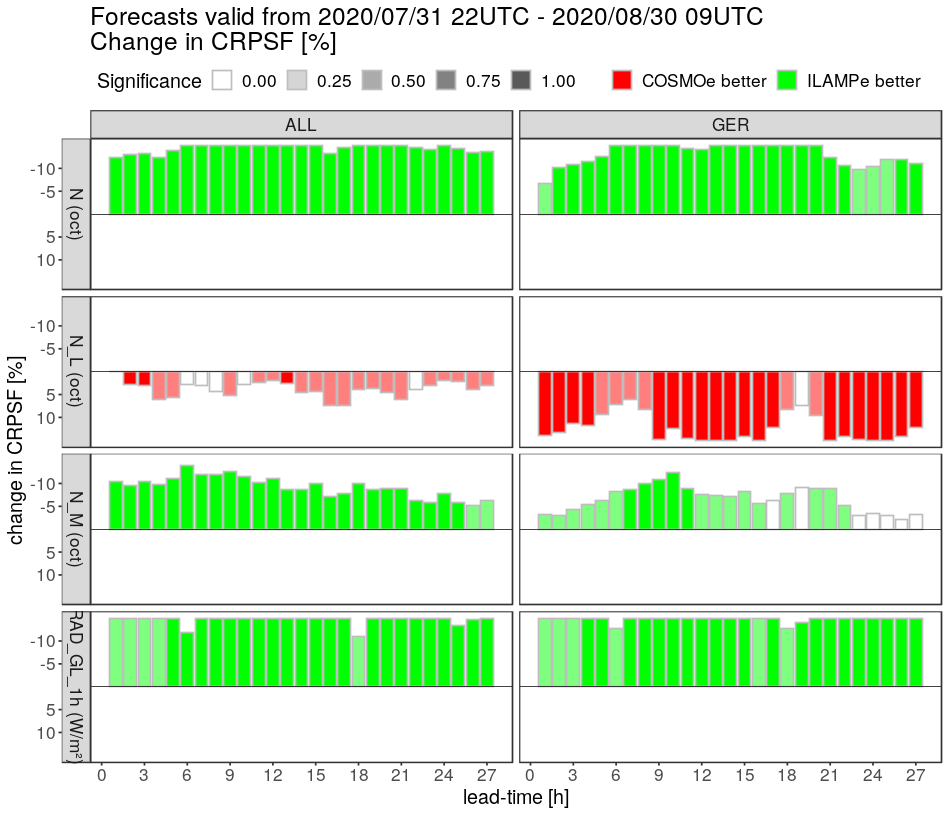 Forecasts valid from 2020/07/31 22UTC - 2020/08/30 09UTC
Change in CRPSF [%]
Significance 0.00 0.25 0.50 0.75 1.00 COSMOe better ILAMPe better
ALL GER
change in CRPSF [%]
-10
-5
5
10
N (oct)
-10
-5
5
10
N_L (oct)
-10
-5
5
10
N_M (oct)
-10
-5
5
10
RAD_GL_1h (W/m²)
0 3 6 9 12 15 18 21 24 27 0 3 6 9 12 15 18 21 24 27
lead-time [h]